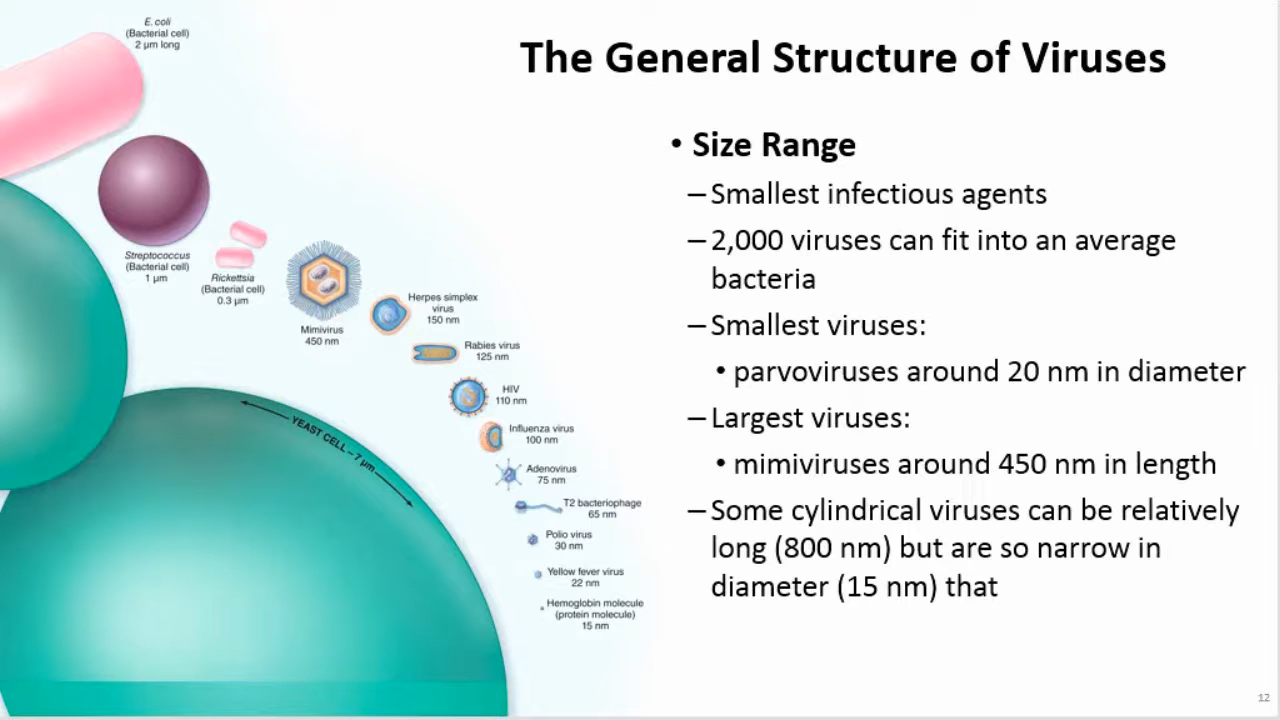 The General Structure of Viruses
• Size Range
–Smallest infectious agents
–2,000 viruses can fit into an average
bacteria
–Smallest viruses:
• parvoviruses around 20 nm in diameter
–Largest viruses:
• mimiviruses around 450 nm in length
–Some cylindrical viruses can be relatively
long (800 nm) but are so narrow in
diameter (15 nm) that
E. coli
(Bacterial cell)
2 µm long
Streptococcus
(Bacterial cell)
1 µm
Rickettsia
(Bacterial cell)
0.3 µm
Mimivirus
450 nm
Herpes simplex
virus
150 nm
Rabies virus
125 nm
HIV
110 nm
Influenza virus
100 nm
Adenovirus
75 nm
T2 bacteriophage
65 nm
Polio virus
30 nm
Yellow fever virus
22 nm
Hemoglobin molecule
(protein molecule)
15 nm
YEAST CELL – 7 µm
12